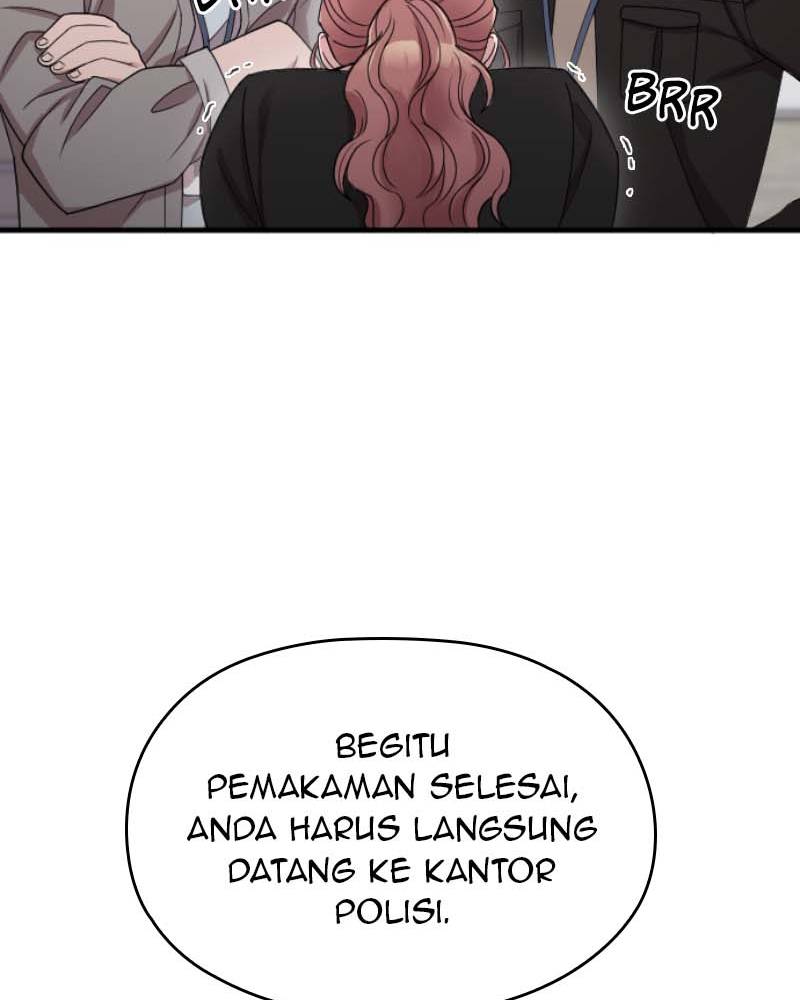 BRR
BEGITU
PEMAKAMAN SELESAI,
ANDA HARUS LANGSUNG
DATANG KE KANTOR
POLISI.